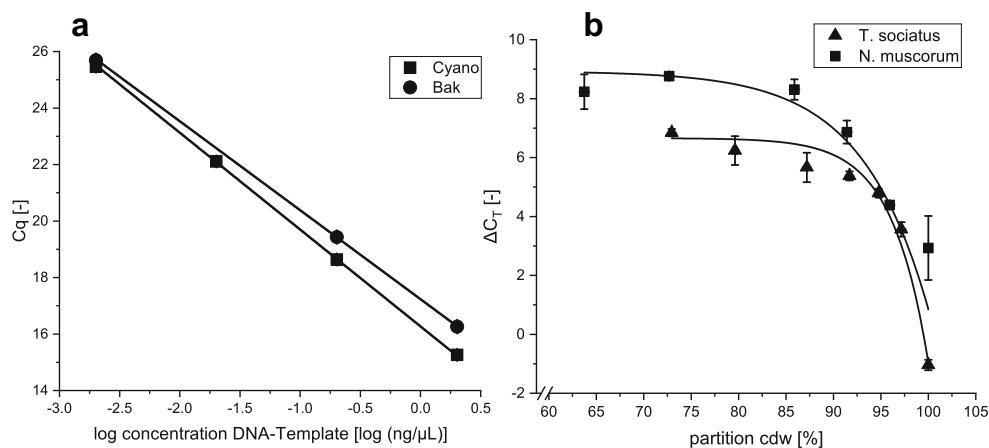 a
26
24
22
20
18
16
14
Cq [-]
Cyano
Bak
-3.0 -2.5 -2.0 -1.5 -1.0 -0.5 0.0 0.5
log concentration DNA-Template [log (ng/µL)]
b
10
8
6
4
2
0
-2
ΔCT [-]
T. sociatus
N. muscorum
60 65 75 80 85 90 95 100 105
partition cdw [%]